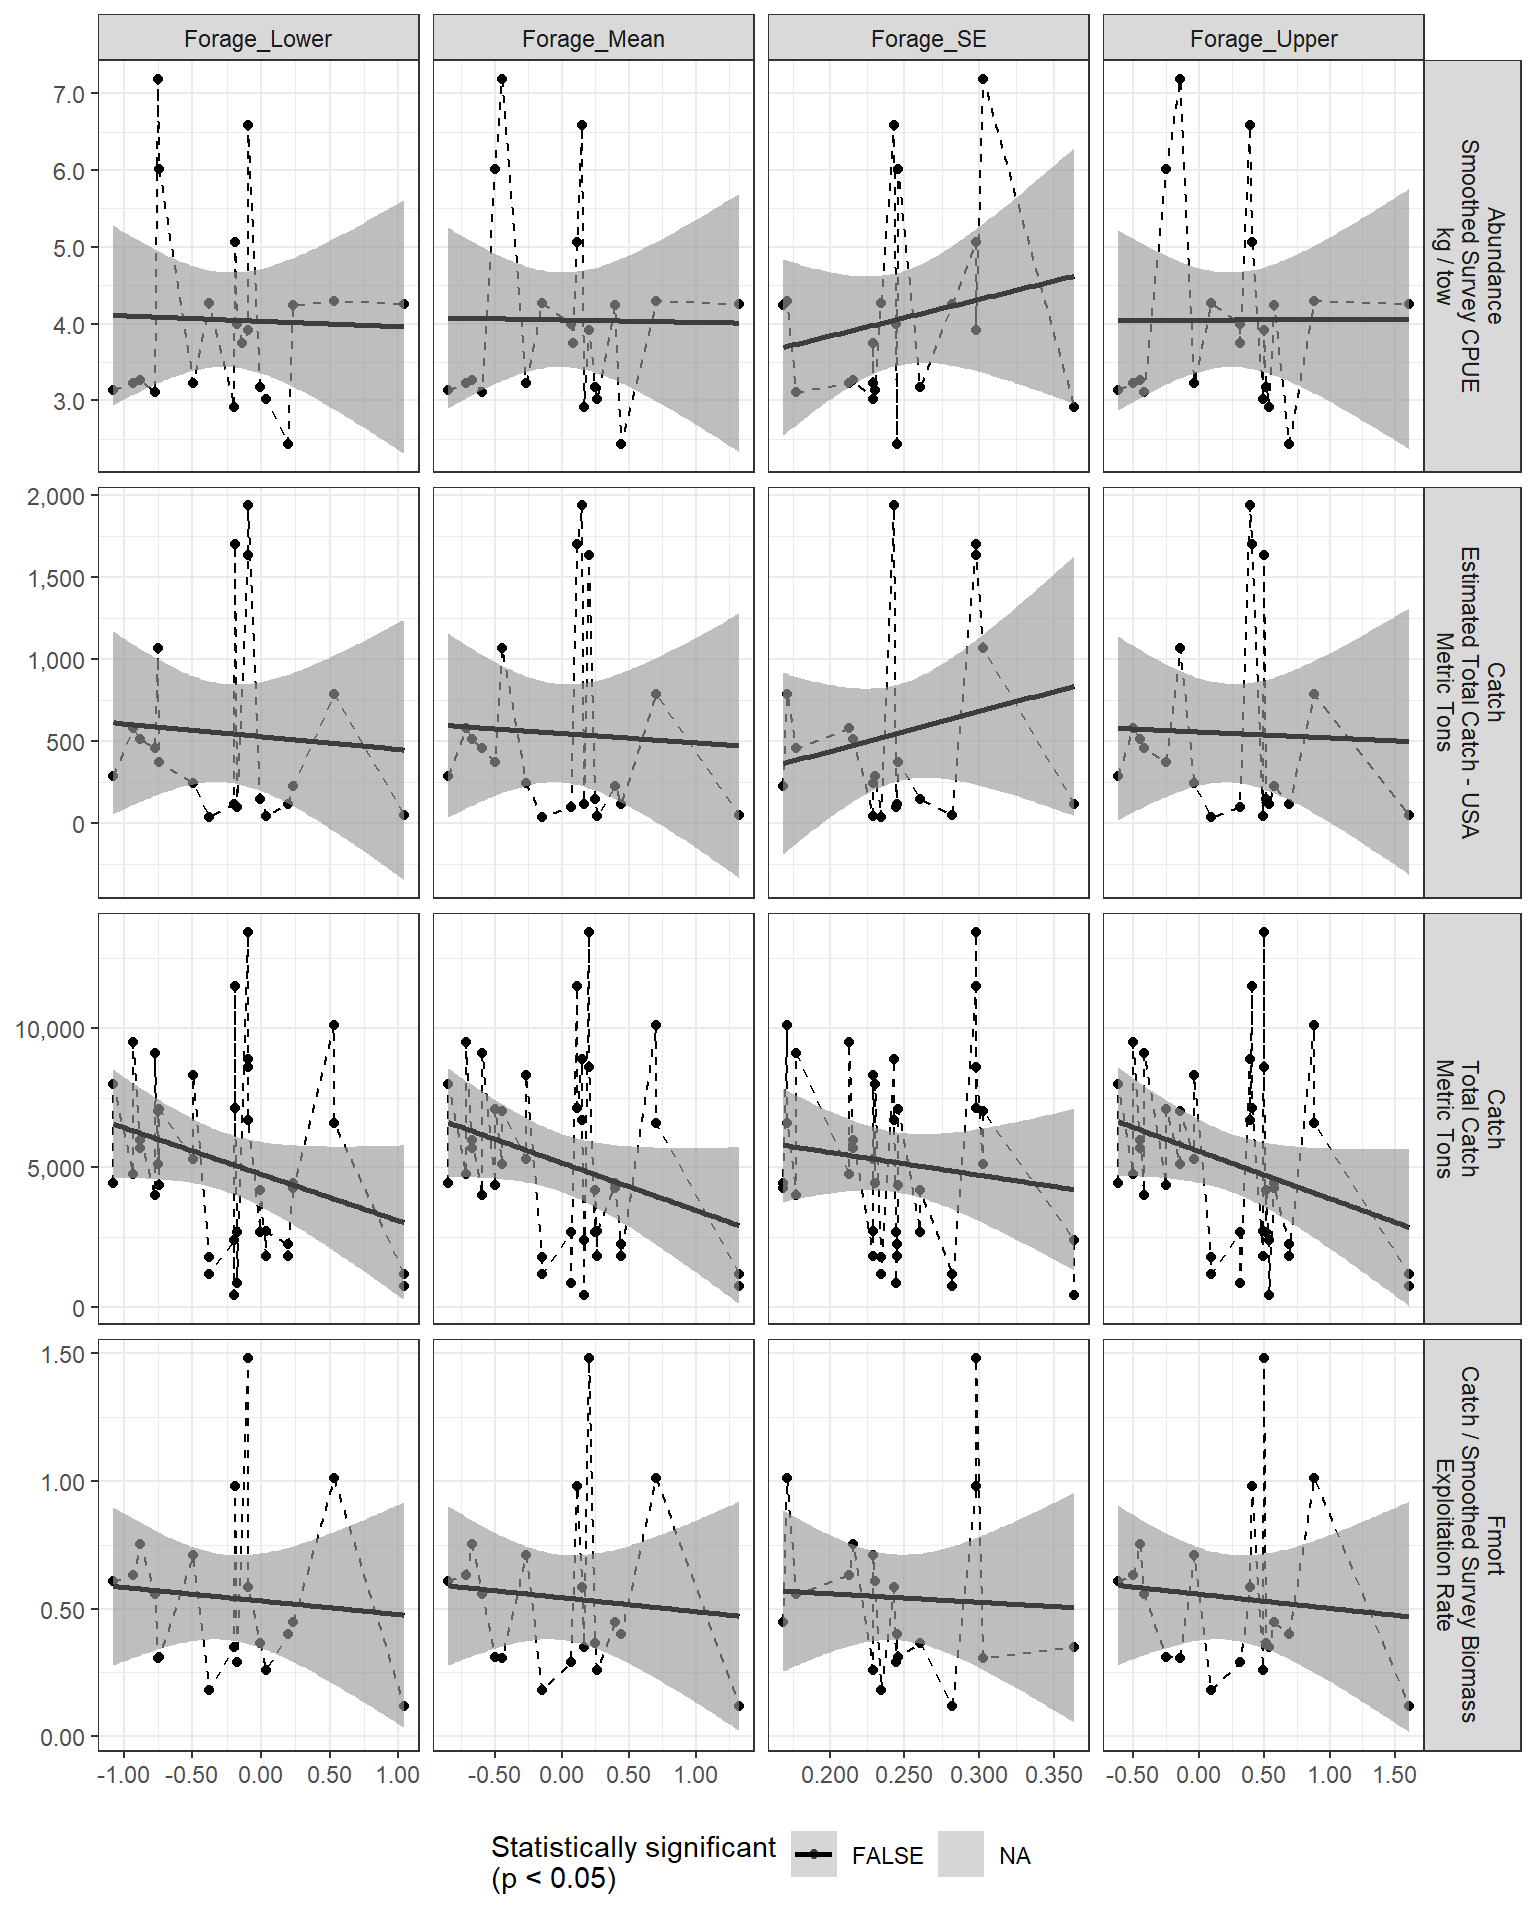 Forage_Lower
Forage_Mean
Forage_SE
Forage_Upper
7.0
6.0
5.0
4.0
3.0
Abundance
Smoothed Survey CPUE
kg / tow
2,000
1,500
1,000
500
0
Catch
Estimated Total Catch - USA
Metric Tons
10,000
5,000
0
Catch
Total Catch
Metric Tons
1.50
1.00
0.50
0.00
Fmort
Catch / Smoothed Survey Biomass
Exploitation Rate
-1.00 -0.50 0.00 0.50 1.00
-0.50 0.00 0.50 1.00
0.200 0.250 0.300 0.350
-0.50 0.00 0.50 1.00 1.50
Statistically significant
(p < 0.05)
FALSE
NA